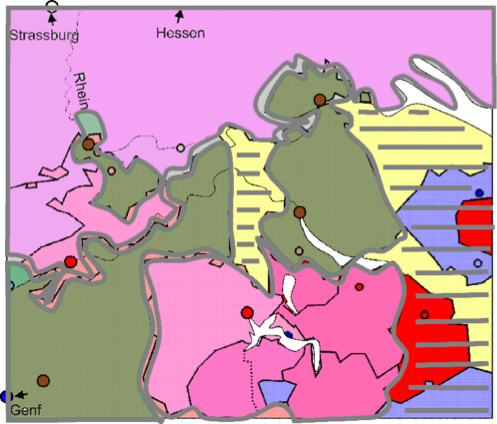 Strassburg
Hessen
Rhein
Genf